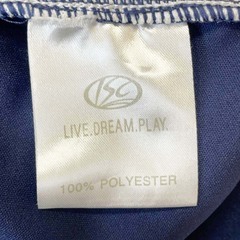 ISC
LIVE.DREAM.PLAY.
100% POLYESTER